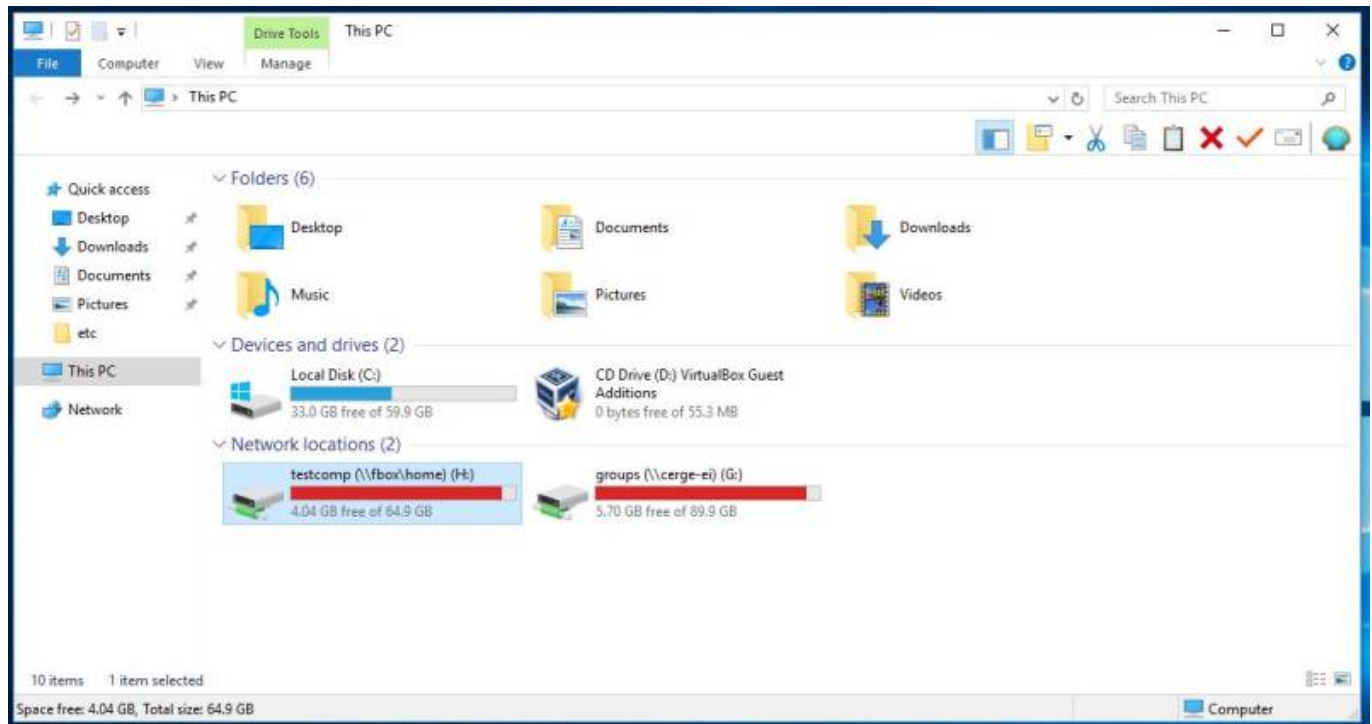 Drive Tools This PC
File Computer View Manage
This PC Search This PC
Quick access
Desktop
Downloads
Documents
Pictures
etc
This PC
Network
Folders (6)
Desktop Documents Downloads
Music Pictures Videos
Devices and drives (2)
Local Disk (C:)
33.0 GB free of 59.9 GB
CD Drive (D:) VirtualBox Guest
Additions
0 bytes free of 55.3 MB
Network locations (2)
testcomp (\\fbox\home) (H:)
4.04 GB free of 64.9 GB
groups (\\cerge-ei) (G:)
5.70 GB free of 89.9 GB
10 items 1 item selected
Space free: 4.04 GB, Total size: 64.9 GB Computer